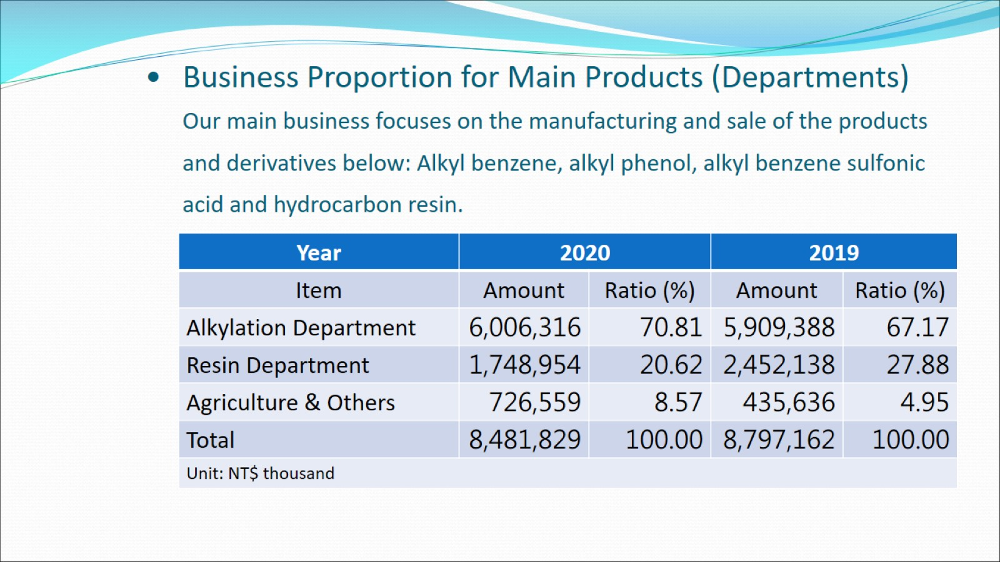 • Business Proportion for Main Products (Departments)
Our main business focuses on the manufacturing and sale of the products
and derivatives below: Alkyl benzene, alkyl phenol, alkyl benzene sulfonic
acid and hydrocarbon resin.
Year 2020 2019
Item Amount Ratio (%) Amount Ratio (%)
Alkylation Department 6,006,316 70.81 5,909,388 67.17
Resin Department 1,748,954 20.62 2,452,138 27.88
Agriculture & Others 726,559 8.57 435,636 4.95
Total 8,481,829 100.00 8,797,162 100.00
Unit: NT$ thousand